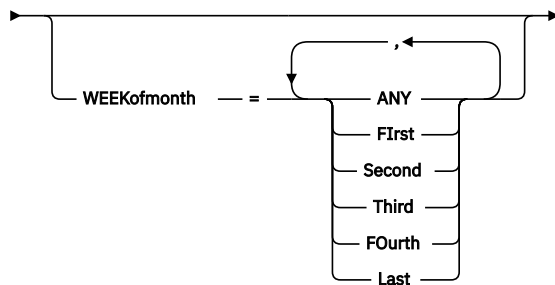 ,
WEEKofmonth = ANY
FIrst
Second
Third
FOurth
Last